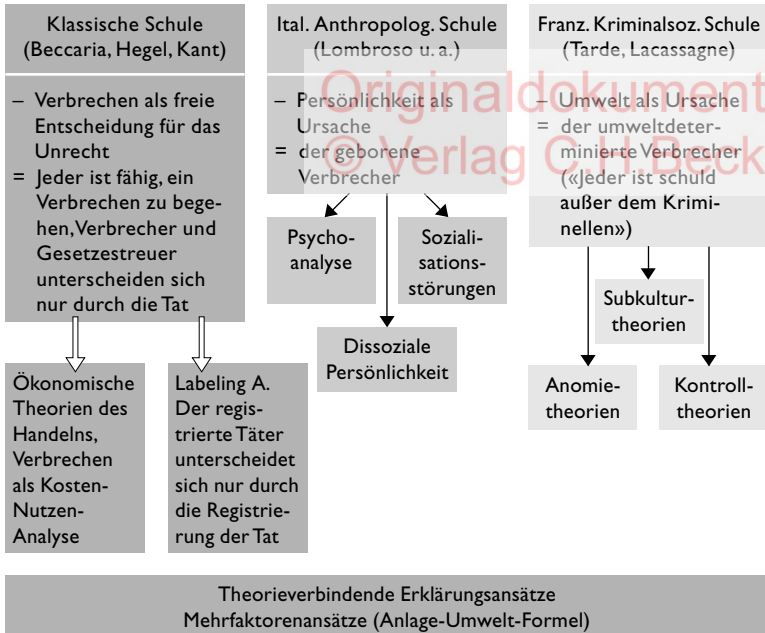 Klassische Schule
(Beccaria, Hegel, Kant)
– Verbrechen als freie
Entscheidung für das
Unrecht
= Jeder ist fähig, ein
Verbrechen zu bege-
hen, Verbrecher und
Gesetzestreuer
unterscheiden sich
nur durch die Tat
Ökonomische
Theorien des
Handelns,
Verbrechen
als Kosten-
Nutzen-
Analyse
Labeling A.
Der regis-
trierte Täter
unterscheidet
sich nur durch
die Registrie-
rung der Tat
Ital. Anthropolog. Schule
(Lombroso u. a.)
– Persönlichkeit als
Ursache
= der geborene
Verbrecher
Psycho-
analyse
Soziali-
sations-
störungen
Dissoziale
Persönlichkeit
Franz. Kriminalsoz. Schule
(Tarde, Lacassagne)
– Umwelt als Ursache
= der umweltdeter-
minierte Verbrecher
(«Jeder ist schuld
außer dem Krimi-
nellen»)
Subkultur-
theorien
Anomie-
theorien
Kontroll-
theorien
Originaldokument
© Verlag C.H.Beck
Theorieverbindende Erklärungsansätze
Mehrfaktorenansätze (Anlage-Umwelt-Formel)